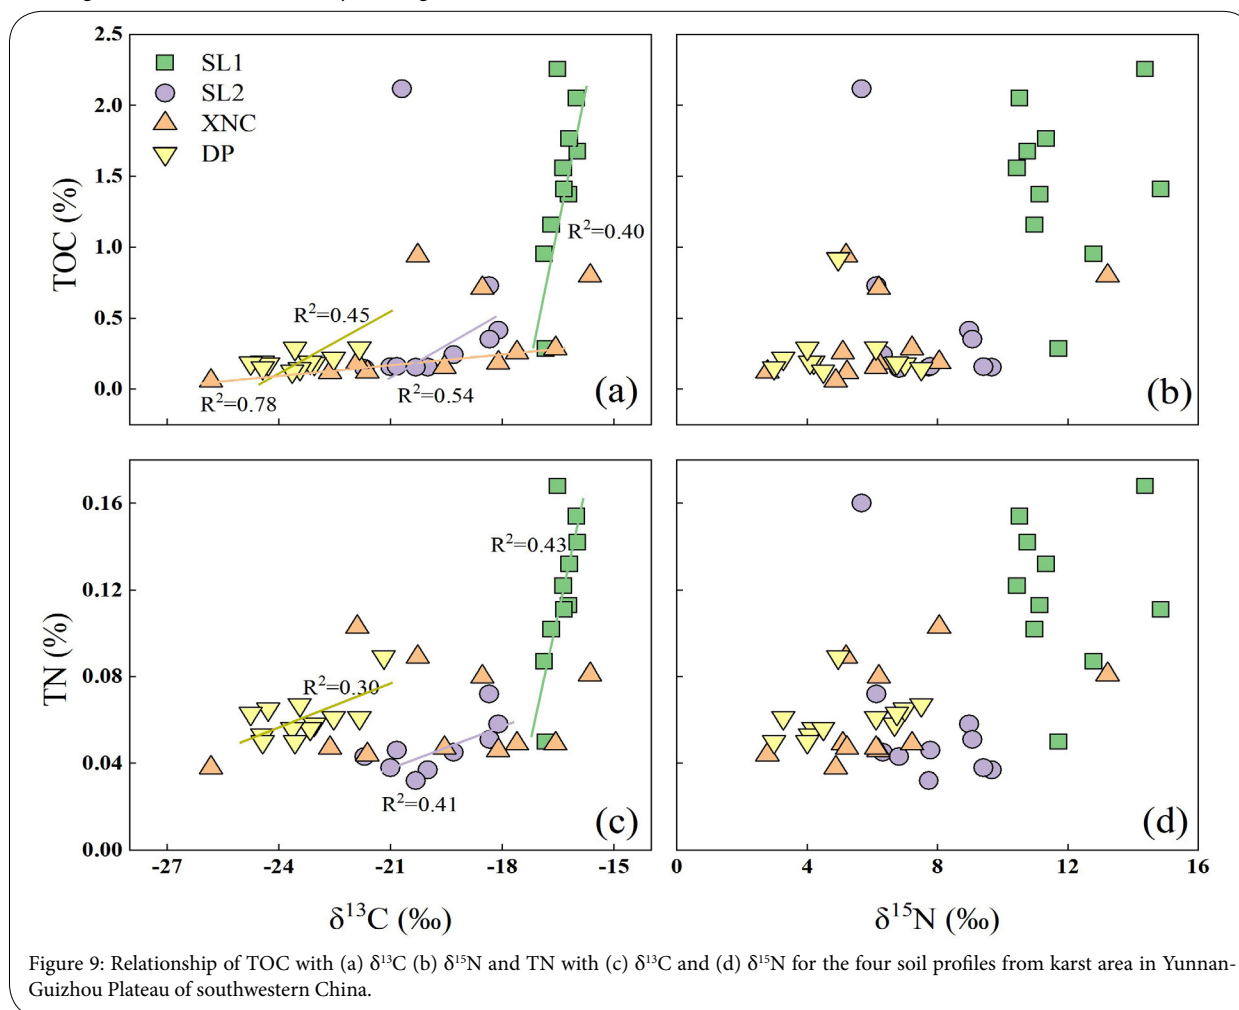 2.5
2.0
1.5
1.0
0.5
0.0
TOC (%)
SL1
SL2
XNC
DP
R²=0.40
R²=0.45
R²=0.78
R²=0.54
(a)
(b)
0.16
0.12
0.08
0.04
0.00
TN (%)
R²=0.43
R²=0.30
R²=0.41
(c)
(d)
-27 -24 -21 -18 -15
0 4 8 12 16
δ¹³C (‰)
δ¹⁵N (‰)
Figure 9: Relationship of TOC with (a) δ¹³C (b) δ¹⁵N and TN with (c) δ¹³C and (d) δ¹⁵N for the four soil profiles from karst area in Yunnan-
Guizhou Plateau of southwestern China.